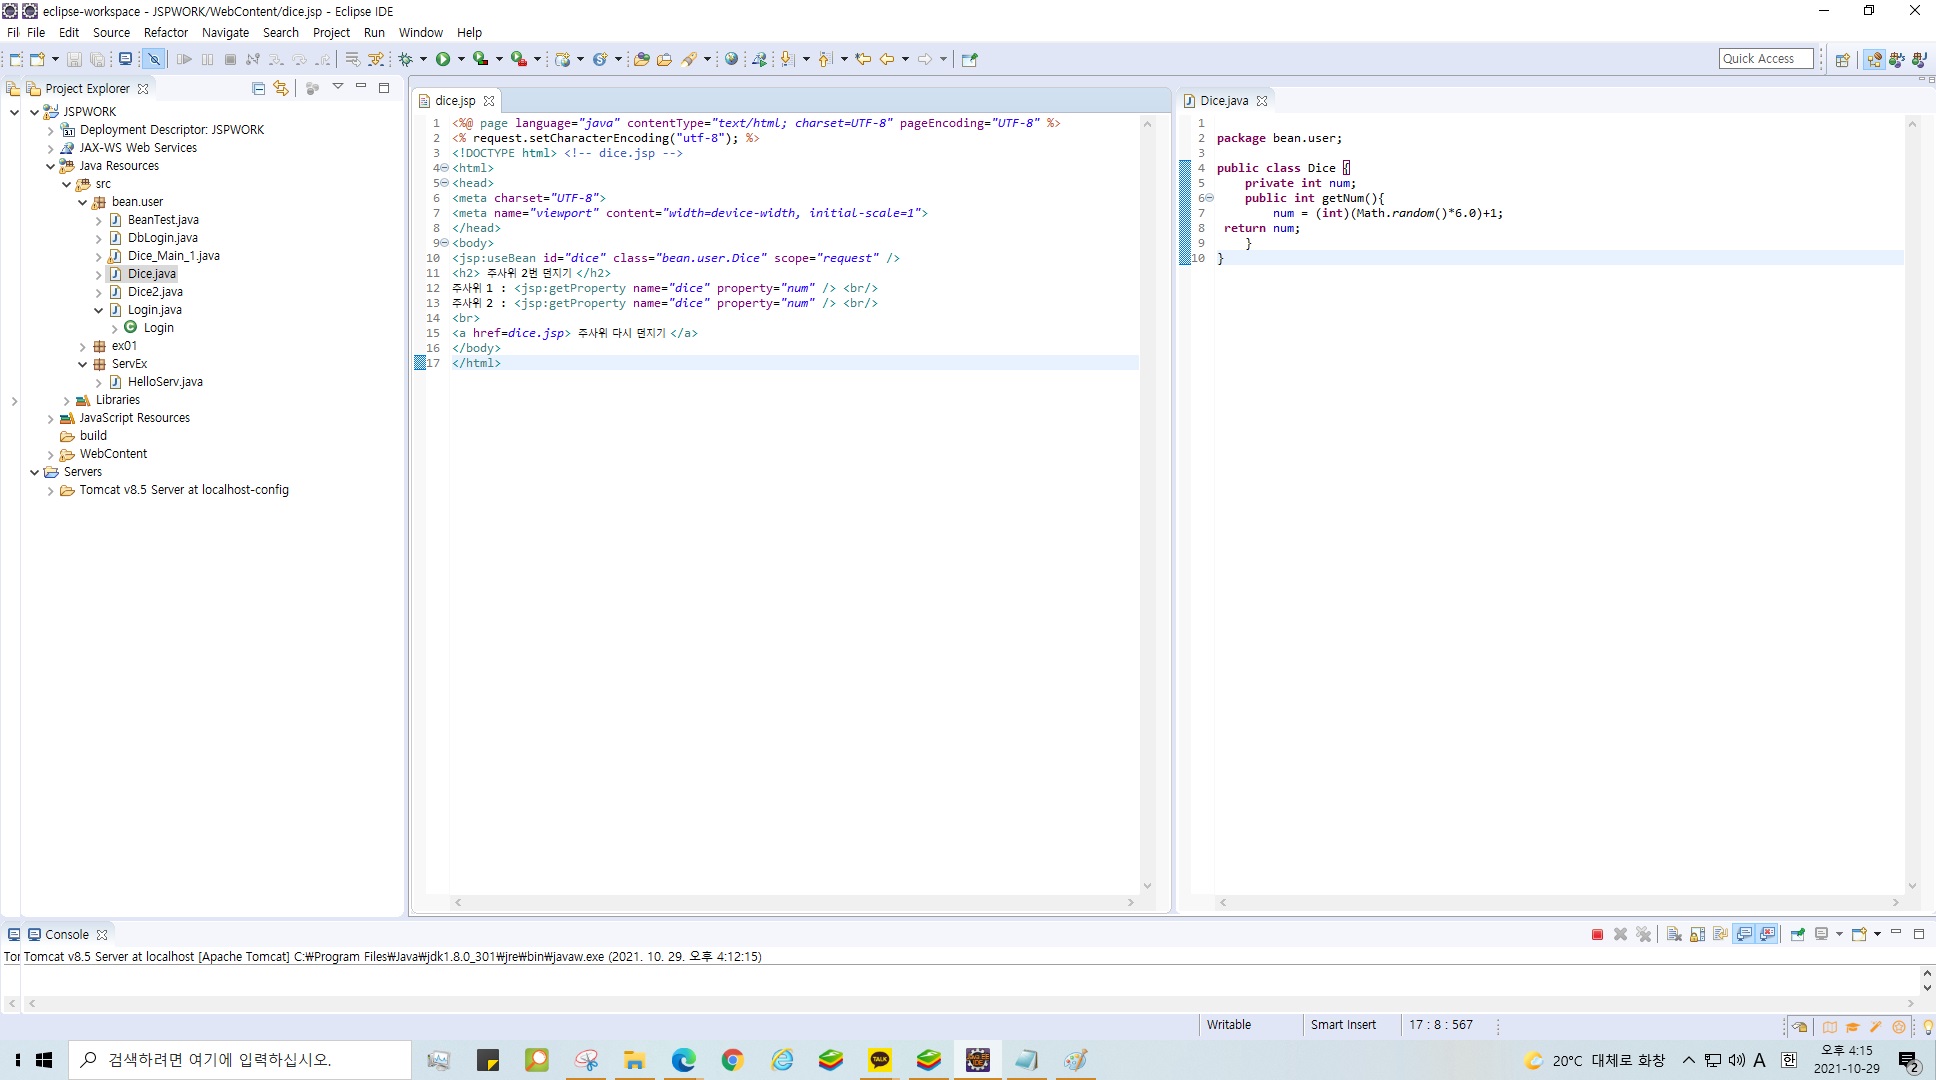 eclipse-workspace - JSPWORK/WebContent/dice.jsp - Eclipse IDE
Fil File Edit Source Refactor Navigate Search Project Run Window Help
Quick Access
Project Explorer
JSPWORK
Deployment Descriptor: JSPWORK
JAX-WS Web Services
Java Resources
src
bean.user
BeanTest.java
DbLogin.java
Dice_Main_1.java
Dice.java
Dice2.java
Login.java
Login
ex01
ServEx
HelloServ.java
Libraries
JavaScript Resources
build
WebContent
Servers
Tomcat v8.5 Server at localhost-config
dice.jsp
1 <%@ page language="java" contentType="text/html; charset=UTF-8" pageEncoding="UTF-8" %>
2 <% request.setCharacterEncoding("utf-8"); %>
3 <!DOCTYPE html> <!-- dice.jsp -->
4 <html>
5 <head>
6 <meta charset="UTF-8">
7 <meta name="viewport" content="width=device-width, initial-scale=1">
8 </head>
9 <body>
10 <jsp:useBean id="dice" class="bean.user.Dice" scope="request" />
11 <h2> 주사위 2번 던지기 </h2>
12 주사위 1 : <jsp:getProperty name="dice" property="num" /> <br/>
13 주사위 2 : <jsp:getProperty name="dice" property="num" /> <br/>
14 <br>
15 <a href=dice.jsp> 주사위 다시 던지기 </a>
16 </body>
17 </html>
Dice.java
1
2 package bean.user;
3
4 public class Dice {
5 private int num;
6 public int getNum(){
7 num = (int)(Math.random()*6.0)+1;
8 return num;
9 }
10 }
Console
Tor Tomcat v8.5 Server at localhost [Apache Tomcat] C:₩Program Files₩Java₩jdk1.8.0_301₩jre₩bin₩javaw.exe (2021. 10. 29. 오후 4:12:15)
Writable Smart Insert 17 : 8 : 567
검색하려면 여기에 입력하십시오.
TALK
20°C 대체로 화창 A 한 오후 4:15
2021-10-29
2